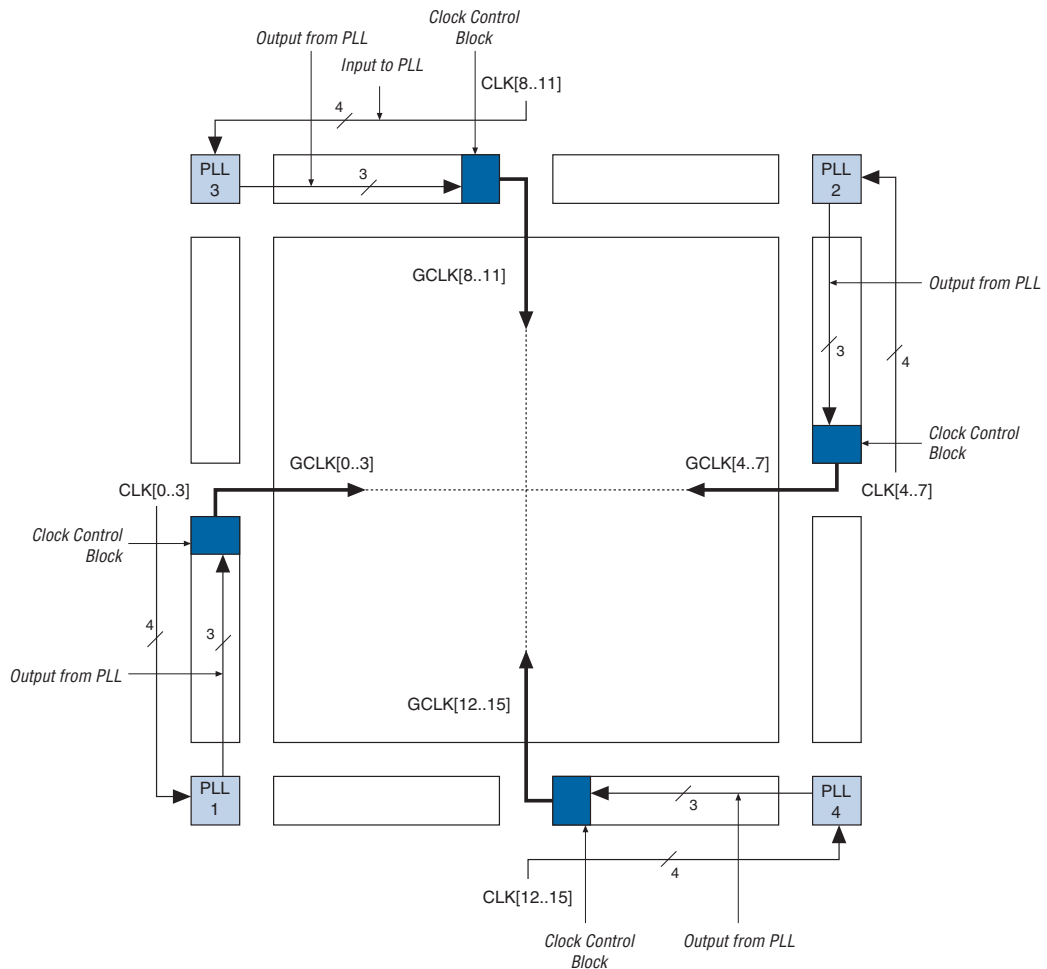 Clock Control
Block
Output from PLL
Input to PLL
CLK[8..11]
4
PLL
3
3
PLL
2
GCLK[8..11]
Output from PLL
3
4
Clock Control
Block
GCLK[0..3]
GCLK[4..7]
CLK[0..3]
CLK[4..7]
Clock Control
Block
4
3
Output from PLL
GCLK[12..15]
PLL
1
3
PLL
4
4
CLK[12..15]
Clock Control
Block
Output from PLL